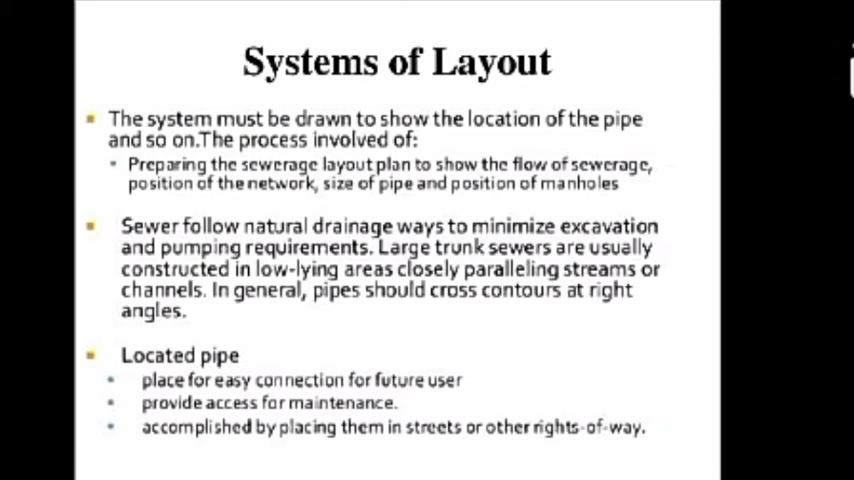 Systems of Layout
The system must be drawn to show the location of the pipe
and so on.The process involved of:
Preparing the sewerage layout plan to show the flow of sewerage,
position of the network, size of pipe and position of manholes
Sewer follow natural drainage ways to minimize excavation
and pumping requirements. Large trunk sewers are usually
constructed in low-lying areas closely paralleling streams or
channels. In general, pipes should cross contours at right
angles.
Located pipe
place for easy connection for future user
provide access for maintenance.
accomplished by placing them in streets or other rights-of-way.